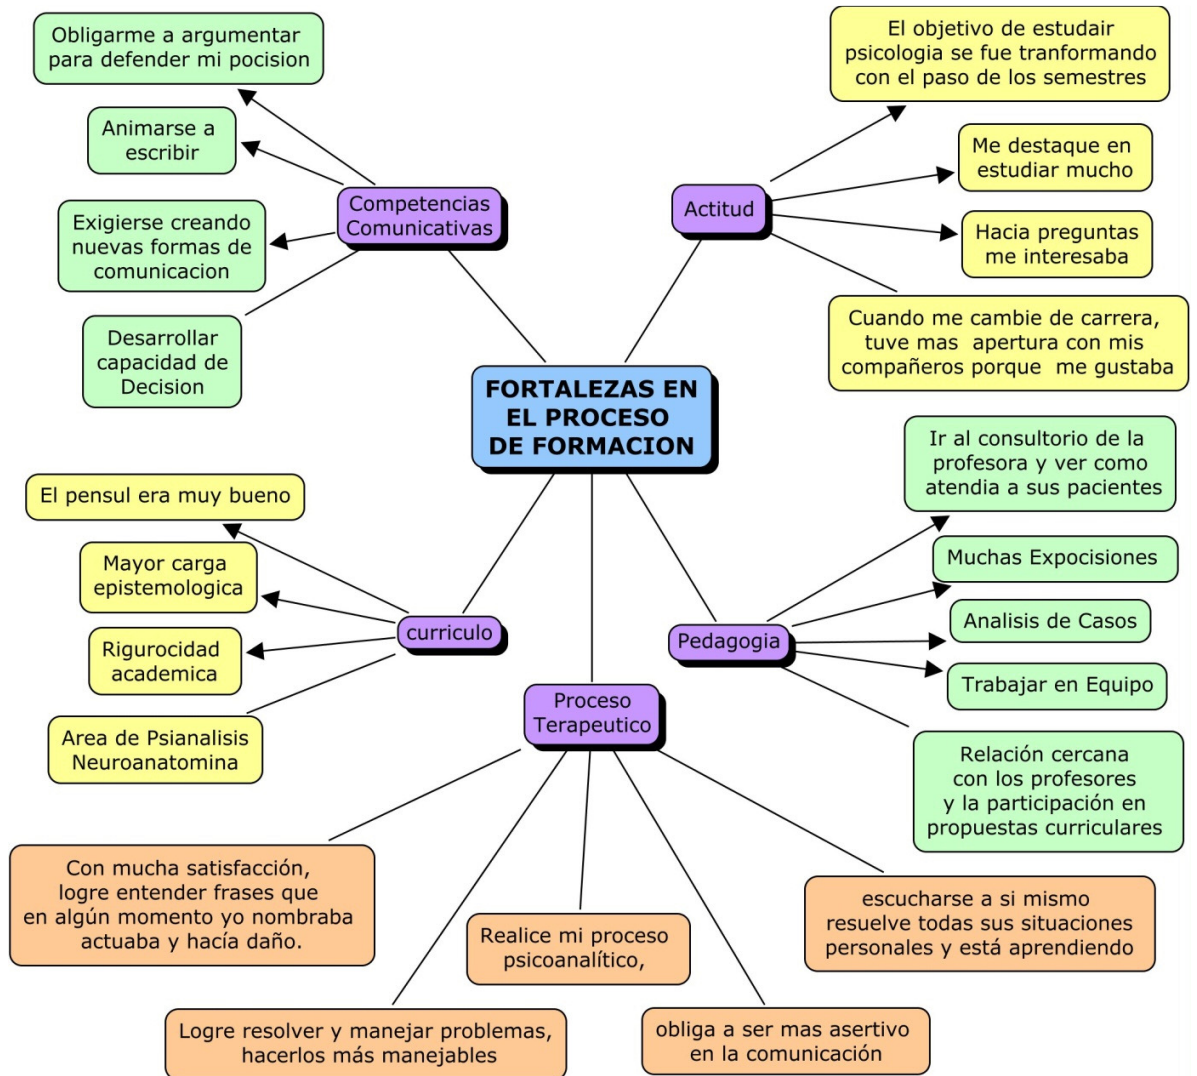 Obligarme a argumentar
para defender mi pocision
Animarse a
escribir
Exigierse creando
nuevas formas de
comunicacion
Desarrollar
capacidad de
Decision
Competencias
Comunicativas
El objetivo de estudair
psicologia se fue tranformando
con el paso de los semestres
Me destaque en
estudiar mucho
Hacia preguntas
me interesaba
Cuando me cambie de carrera,
tuve mas apertura con mis
compañeros porque me gustaba
Actitud
FORTALEZAS EN
EL PROCESO
DE FORMACION
El pensul era muy bueno
Mayor carga
epistemologica
Rigurocidad
academica
Area de Psianalisis
Neuroanatomina
curriculo
Ir al consultorio de la
profesora y ver como
atendia a sus pacientes
Muchas Expocisiones
Analisis de Casos
Trabajar en Equipo
Relación cercana
con los profesores
y la participación en
propuestas curriculares
Pedagogia
Proceso
Terapeutico
Con mucha satisfacción,
logre entender frases que
en algún momento yo nombraba
actuaba y hacía daño.
Logre resolver y manejar problemas,
hacerlos más manejables
Realice mi proceso
psicoanalítico,
obliga a ser mas asertivo
en la comunicación
escucharse a si mismo
resuelve todas sus situaciones
personales y está aprendiendo